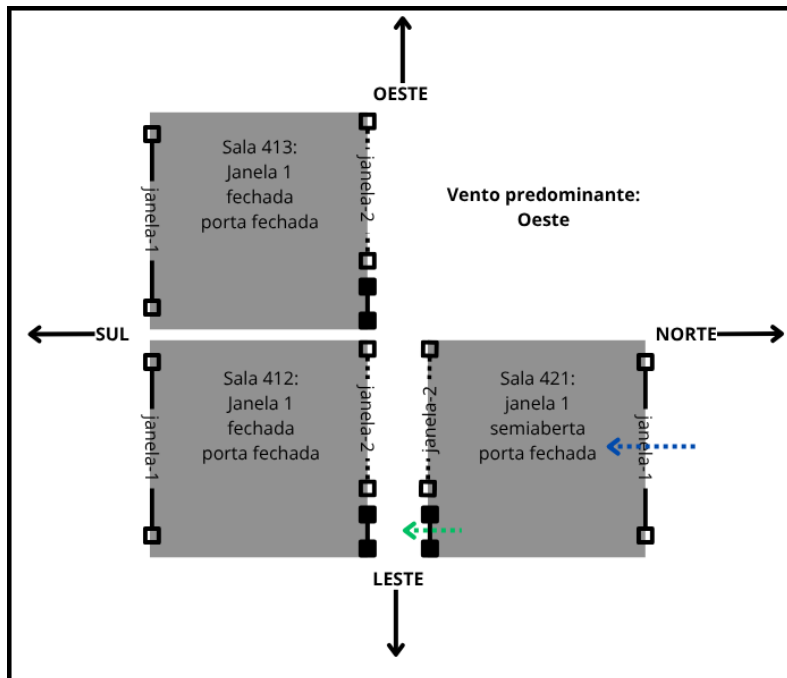 OESTE
Sala 413:
Janela 1
fechada
porta fechada
janela-1
janela-2
Vento predominante:
Oeste
SUL
NORTE
Sala 412:
Janela 1
fechada
porta fechada
janela-1
janela-2
Sala 421:
janela 1
semiaberta
porta fechada
janela-2
janela-1
LESTE